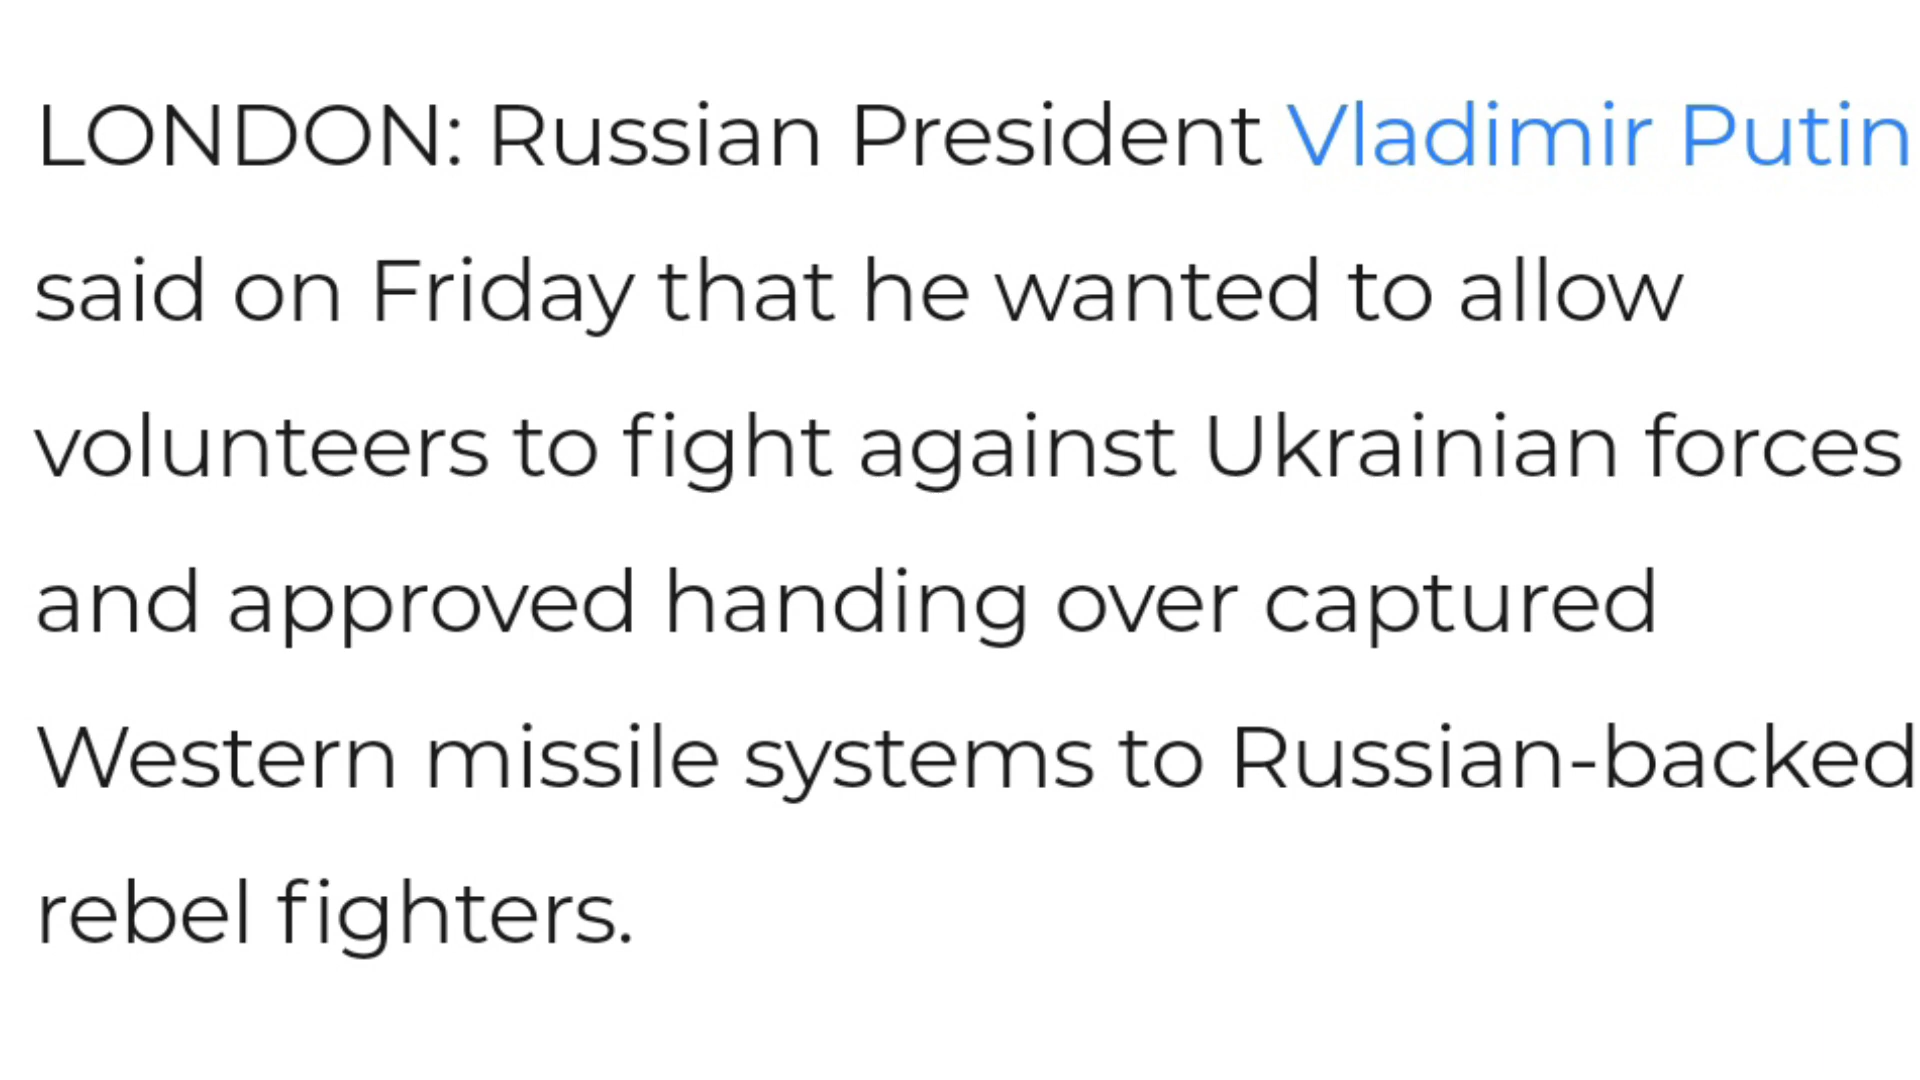 LONDON: Russian President Vladimir Putin
said on Friday that he wanted to allow
volunteers to fight against Ukrainian forces
and approved handing over captured
Western missile systems to Russian-backed
rebel fighters.